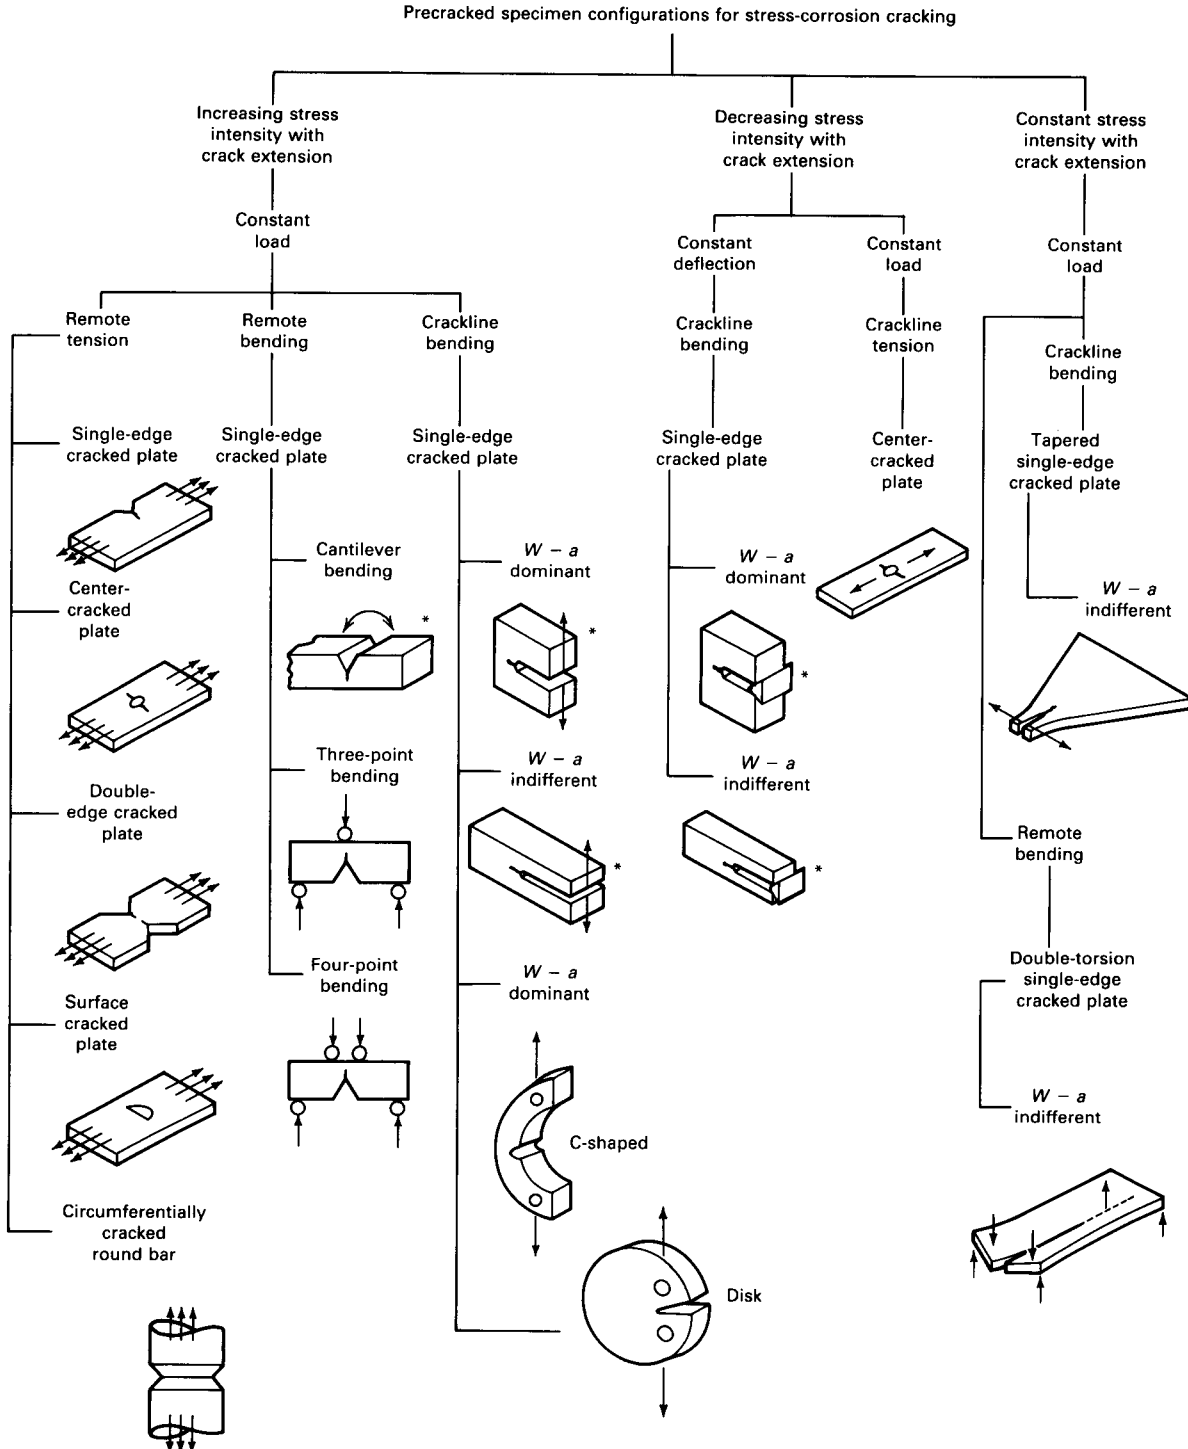 Precracked specimen configurations for stress-corrosion cracking
Increasing stress
intensity with
crack extension
Constant
load
Remote
tension
Single-edge
cracked plate
Center-
cracked
plate
Double-
edge cracked
plate
Surface
cracked
plate
Circumferentially
cracked
round bar
Remote
bending
Single-edge
cracked plate
Cantilever
bending
*
Three-point
bending
Four-point
bending
Crackline
bending
Single-edge
cracked plate
W – a
dominant
*
W – a
indifferent
*
W – a
dominant
C-shaped
Disk
Decreasing stress
intensity with
crack extension
Constant
deflection
Crackline
bending
Single-edge
cracked plate
W – a
dominant
*
W – a
indifferent
*
Constant
load
Crackline
tension
Center-
cracked
plate
Constant stress
intensity with
crack extension
Constant
load
Crackline
bending
Tapered
single-edge
cracked plate
W – a
indifferent
Remote
bending
Double-torsion
single-edge
cracked plate
W – a
indifferent